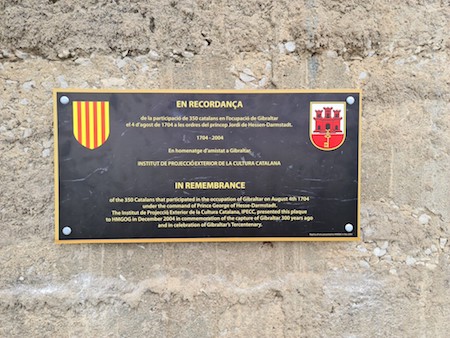 EN RECORDANÇA
de la participació de 350 catalans en l'ocupació de Gibraltar
el 4 d'agost de 1704 a les ordres del príncep Jordi de Hessen-Darmstadt.
1704 - 2004
En homenatge d'amistat a Gibraltar,
INSTITUT DE PROJECCIÓ EXTERIOR DE LA CULTURA CATALANA
IN REMEMBRANCE
of the 350 Catalans that participated in the occupation of Gibraltar on August 4th 1704
under the command of Prince George of Hesse-Darmstadt.
The Institut de Projecció Exterior de la Cultura Catalana, IPECC, presented this plaque
to HMGOG in December 2004 in commemoration of the capture of Gibraltar 300 years ago
and in celebration of Gibraltar's Tercentenary.